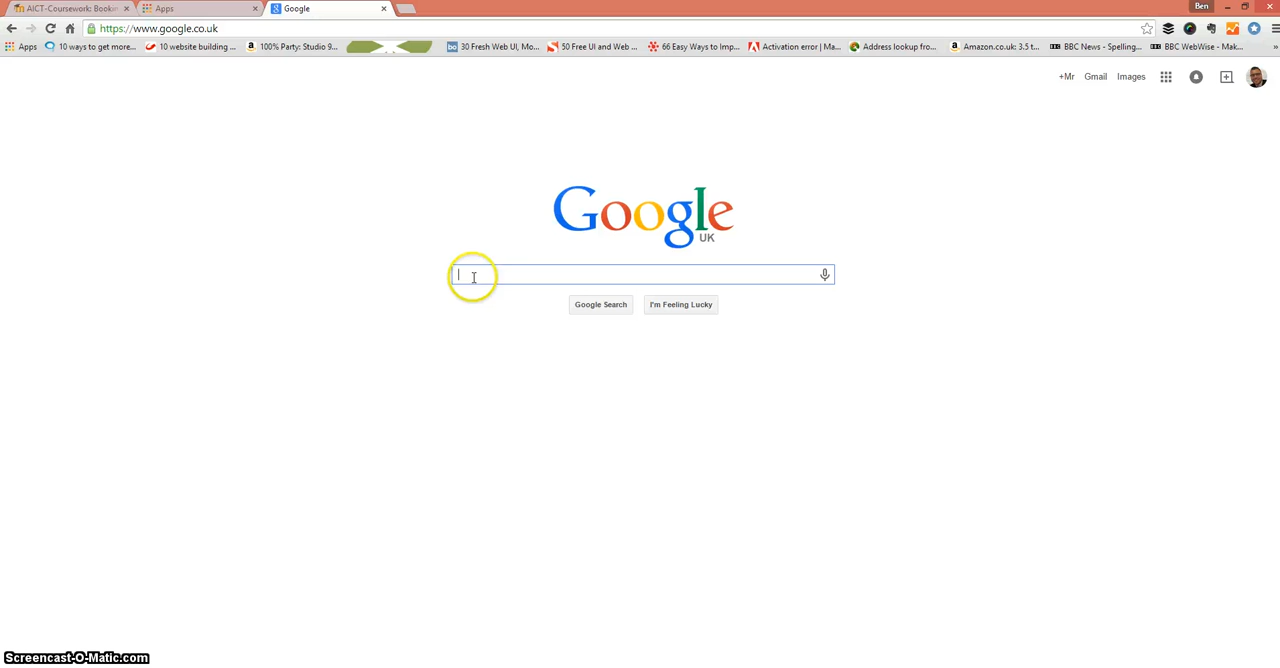 AICT-Coursework: Bookin
Apps
Google
Ben
https://www.google.co.uk
Apps
10 ways to get more...
10 website building ...
100% Party: Studio 9...
30 Fresh Web UI, Mo...
50 Free UI and Web ...
66 Easy Ways to Imp...
Activation error | Ma...
Address lookup fro...
Amazon.co.uk: 3.5 t...
BBC News - Spelling...
BBC WebWise - Mak...
+Mr
Gmail
Images
Google
UK
Google Search
I'm Feeling Lucky
Screencast-O-Matic.com